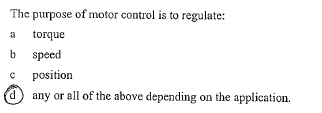 The purpose of motor control is to regulate:
a torque
b speed
c position
d any or all of the above depending on the application.